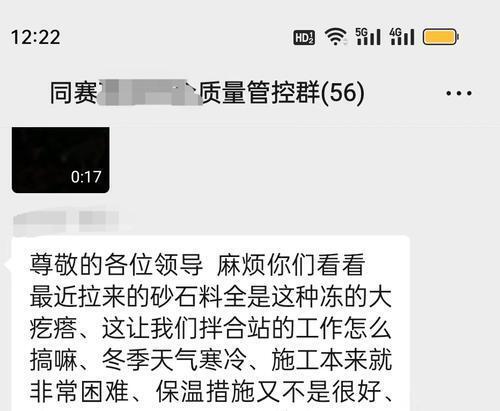 12:22
HD 5G 4G
同赛 质量管控群(56)
0:17
尊敬的各位领导 麻烦你们看看
最近拉来的砂石料全是这种冻的大
疙瘩、这让我们拌合站的工作怎么
搞嘛、冬季天气寒冷、施工本来就
非常困难、保温措施又不是很好、